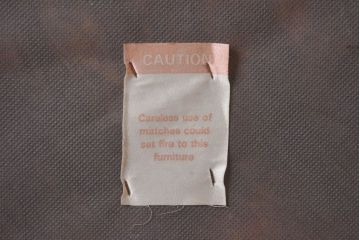 CAUTION
Careless use of
matches could
set fire to this
furniture